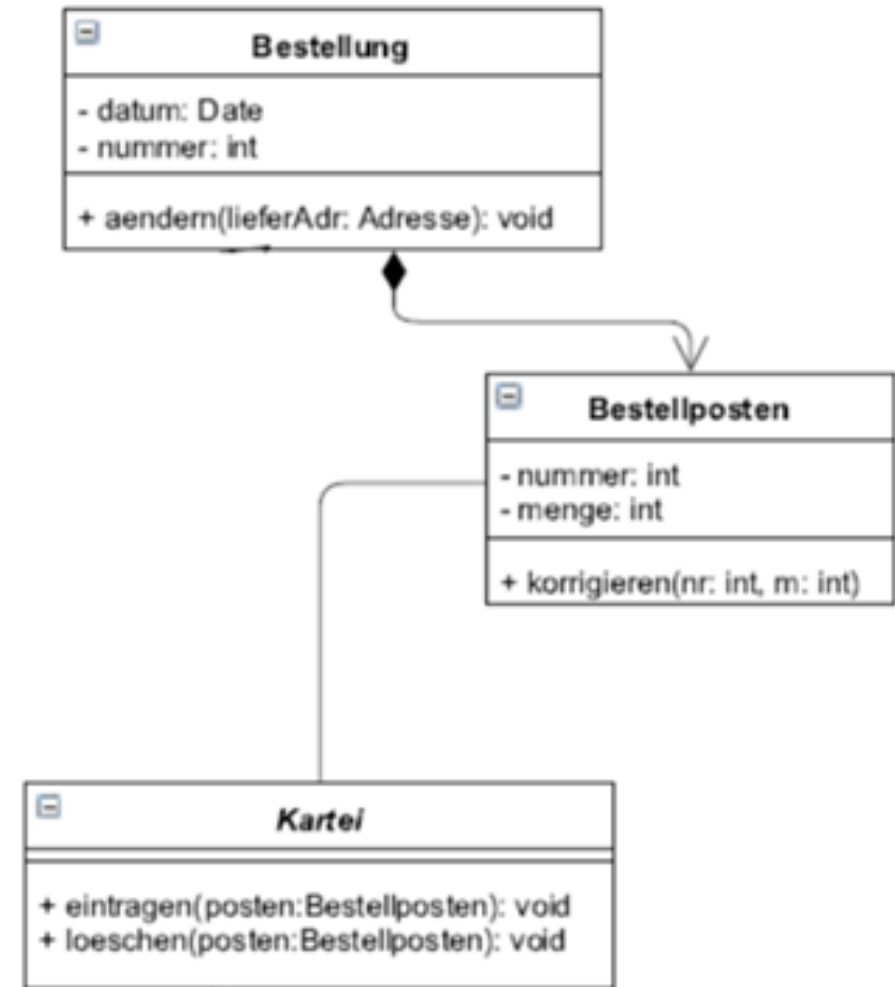 Bestellung
- datum: Date
- nummer: int
+ aendern(lieferAdr: Adresse): void
Bestellposten
- nummer: int
- menge: int
+ korrigieren(nr: int, m: int)
Kartei
+ eintragen(posten:Bestellposten): void
+ loeschen(posten:Bestellposten): void